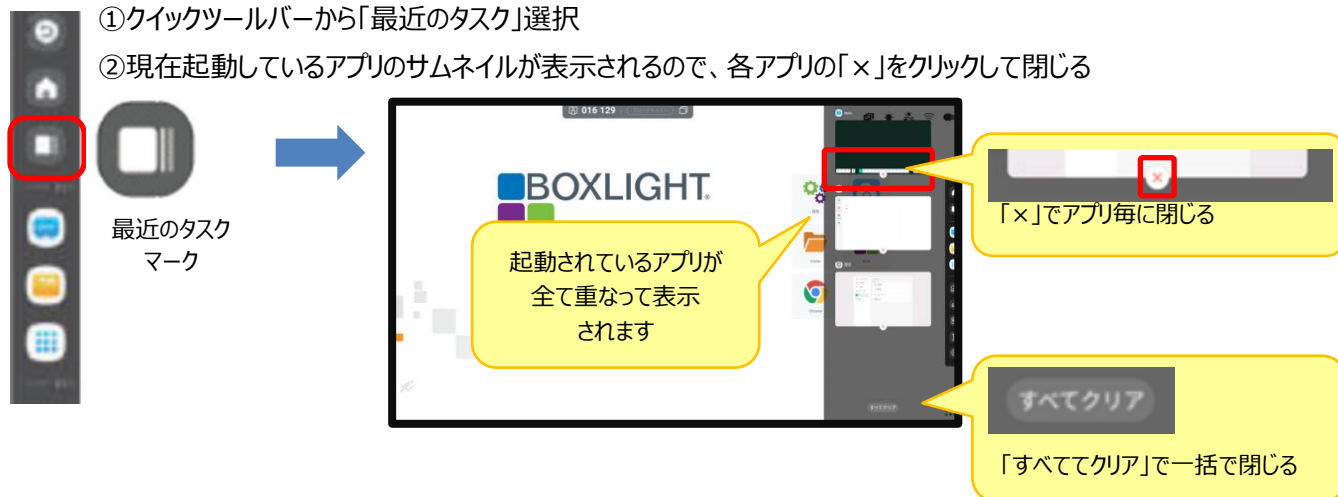 ①クイックツールバーから「最近のタスク」選択
②現在起動しているアプリのサムネイルが表示されるので、各アプリの「×」をクリックして閉じる
最近のタスク
マーク
016 129
BOXLIGHT
起動されているアプリが
全て重なって表示
されます
すべてクリア
×
「×」でアプリ毎に閉じる
すべてクリア
「すべててクリア」で一括で閉じる